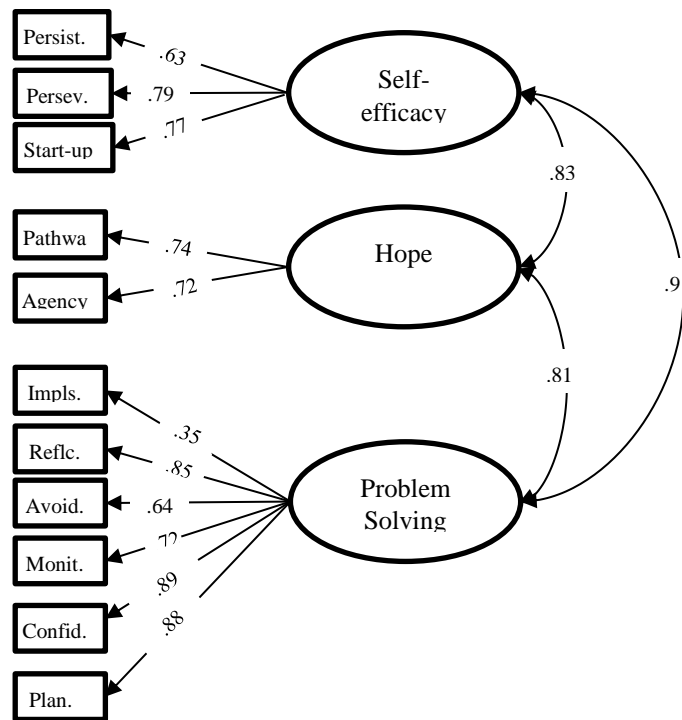 Persist.
.63
Persev.
.79
Start-up
.77
Self-
efficacy
.83
Pathwa
.74
Agency
.72
Hope
.9
.81
Impls.
.35
Reflc.
.85
Avoid.
.64
Monit.
Confid.
.89
Plan.
.88
Problem
Solving